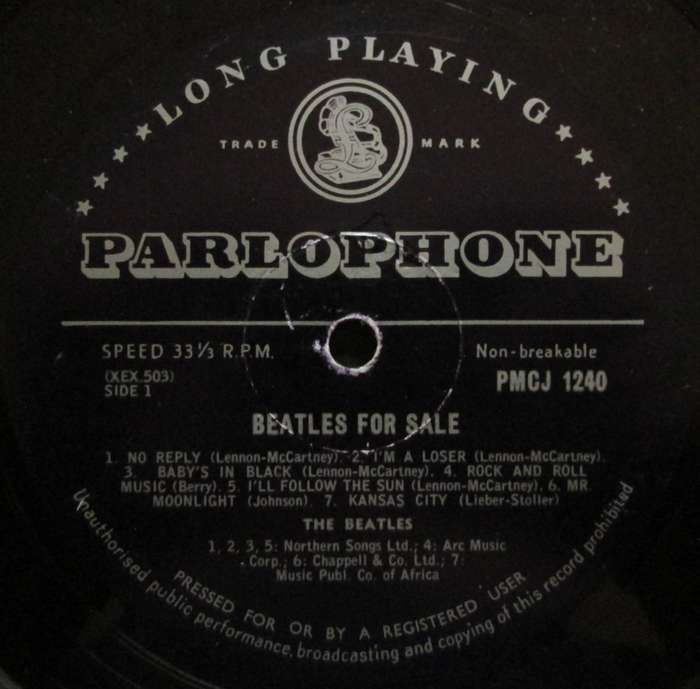 ★★★★★ LONG PLAYING ★★★★★
TRADE MARK
PARLOPHONE
SPEED 33⅓ R.P.M. Non-breakable
(XEX.503) PMCJ 1240
SIDE 1
BEATLES FOR SALE
1. NO REPLY (Lennon-McCartney). 2. I'M A LOSER (Lennon-McCartney).
3. BABY'S IN BLACK (Lennon-McCartney). 4. ROCK AND ROLL
MUSIC (Berry). 5. I'LL FOLLOW THE SUN (Lennon-McCartney). 6. MR.
MOONLIGHT (Johnson). 7. KANSAS CITY (Lieber-Stoller)
THE BEATLES
1, 2, 3, 5: Northern Songs Ltd.; 4: Arc Music
Corp.; 6: Chappell & Co. Ltd.; 7:
Music Publ. Co. of Africa
PRESSED FOR OR BY A REGISTERED USER
Unauthorised public performance, broadcasting and copying of this record prohibited